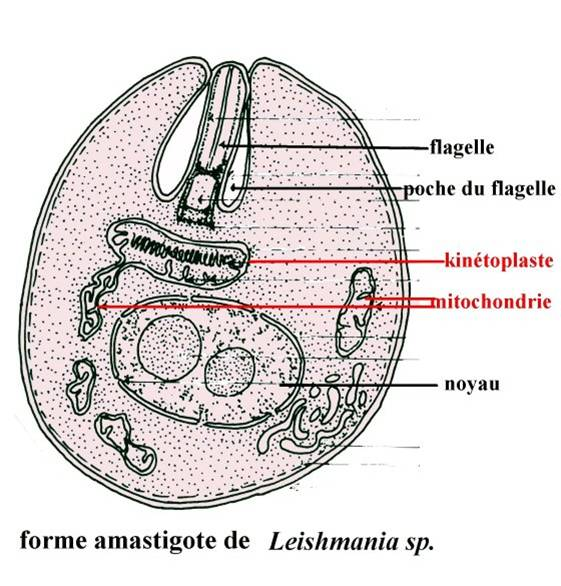 flagelle
poche du flagelle
kinétoplaste
mitochondrie
noyau
forme amastigote de Leishmania sp.